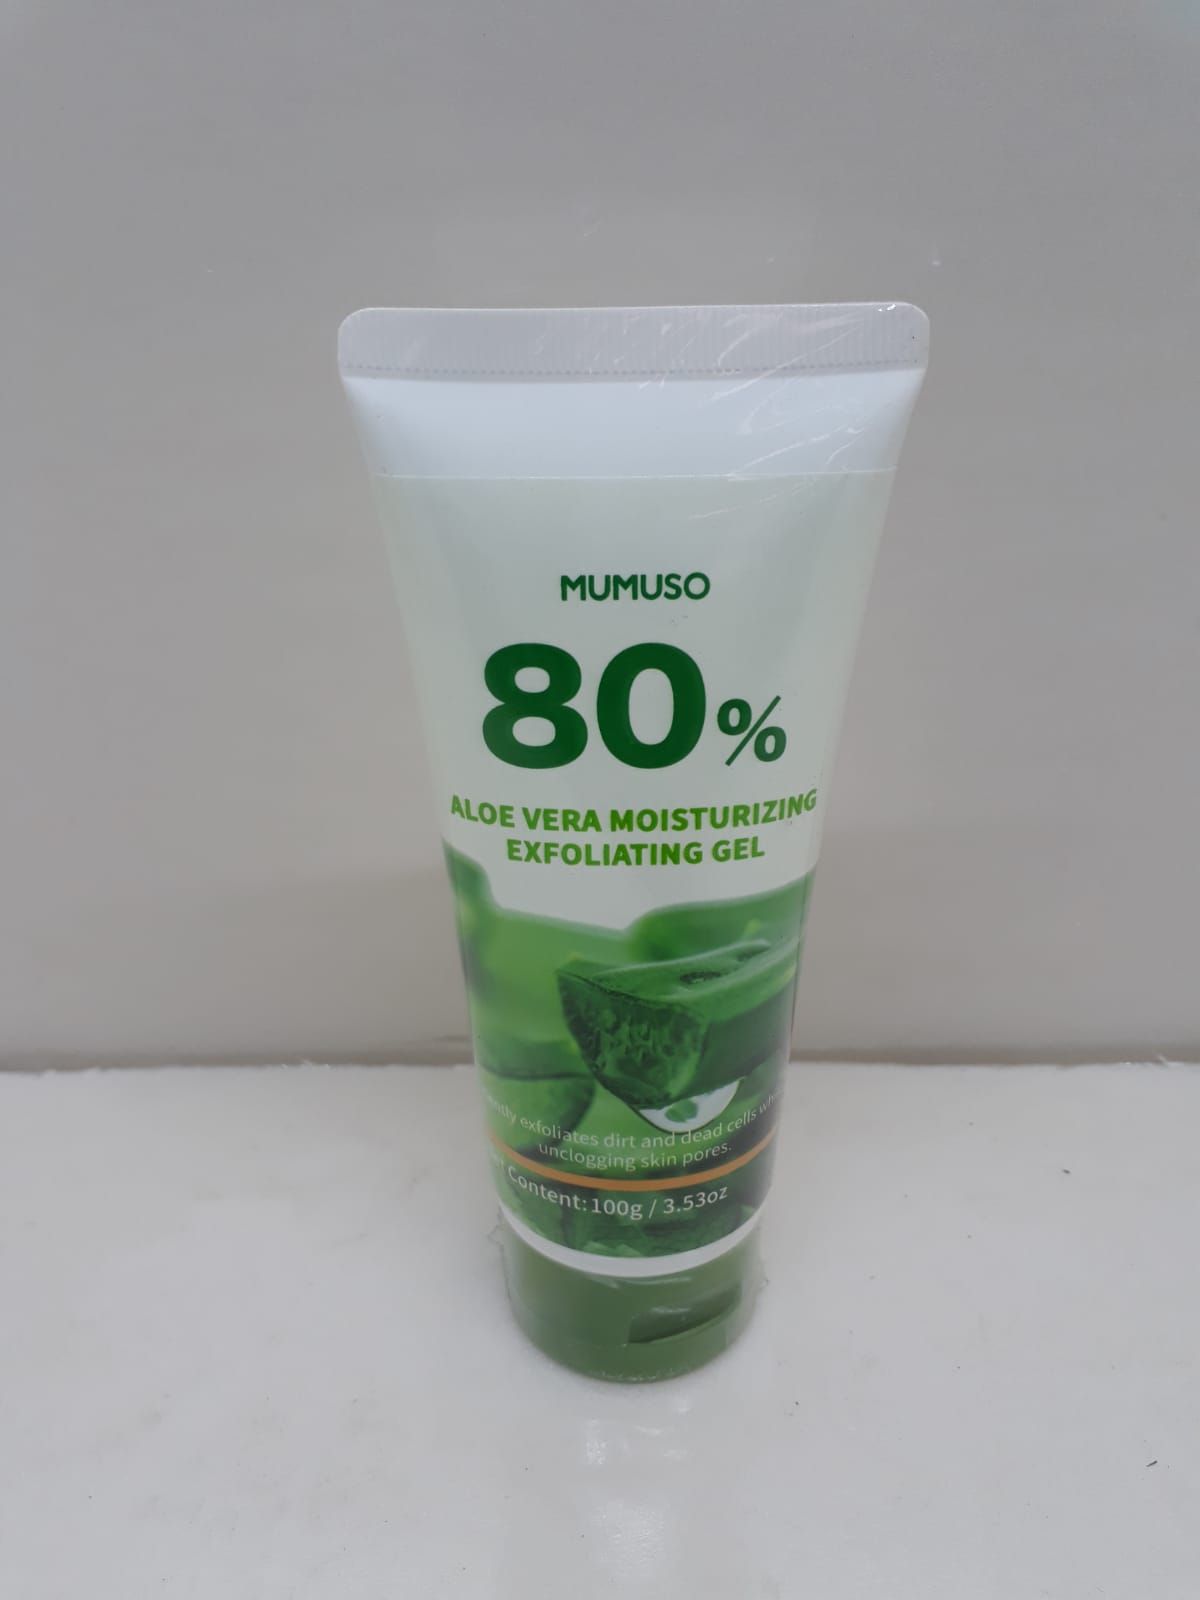 MUMUSO
80%
ALOE VERA MOISTURIZING
EXFOLIATING GEL
exfoliates dirt and dead cells
unclogging skin pores.
Content:100g / 3.53oz